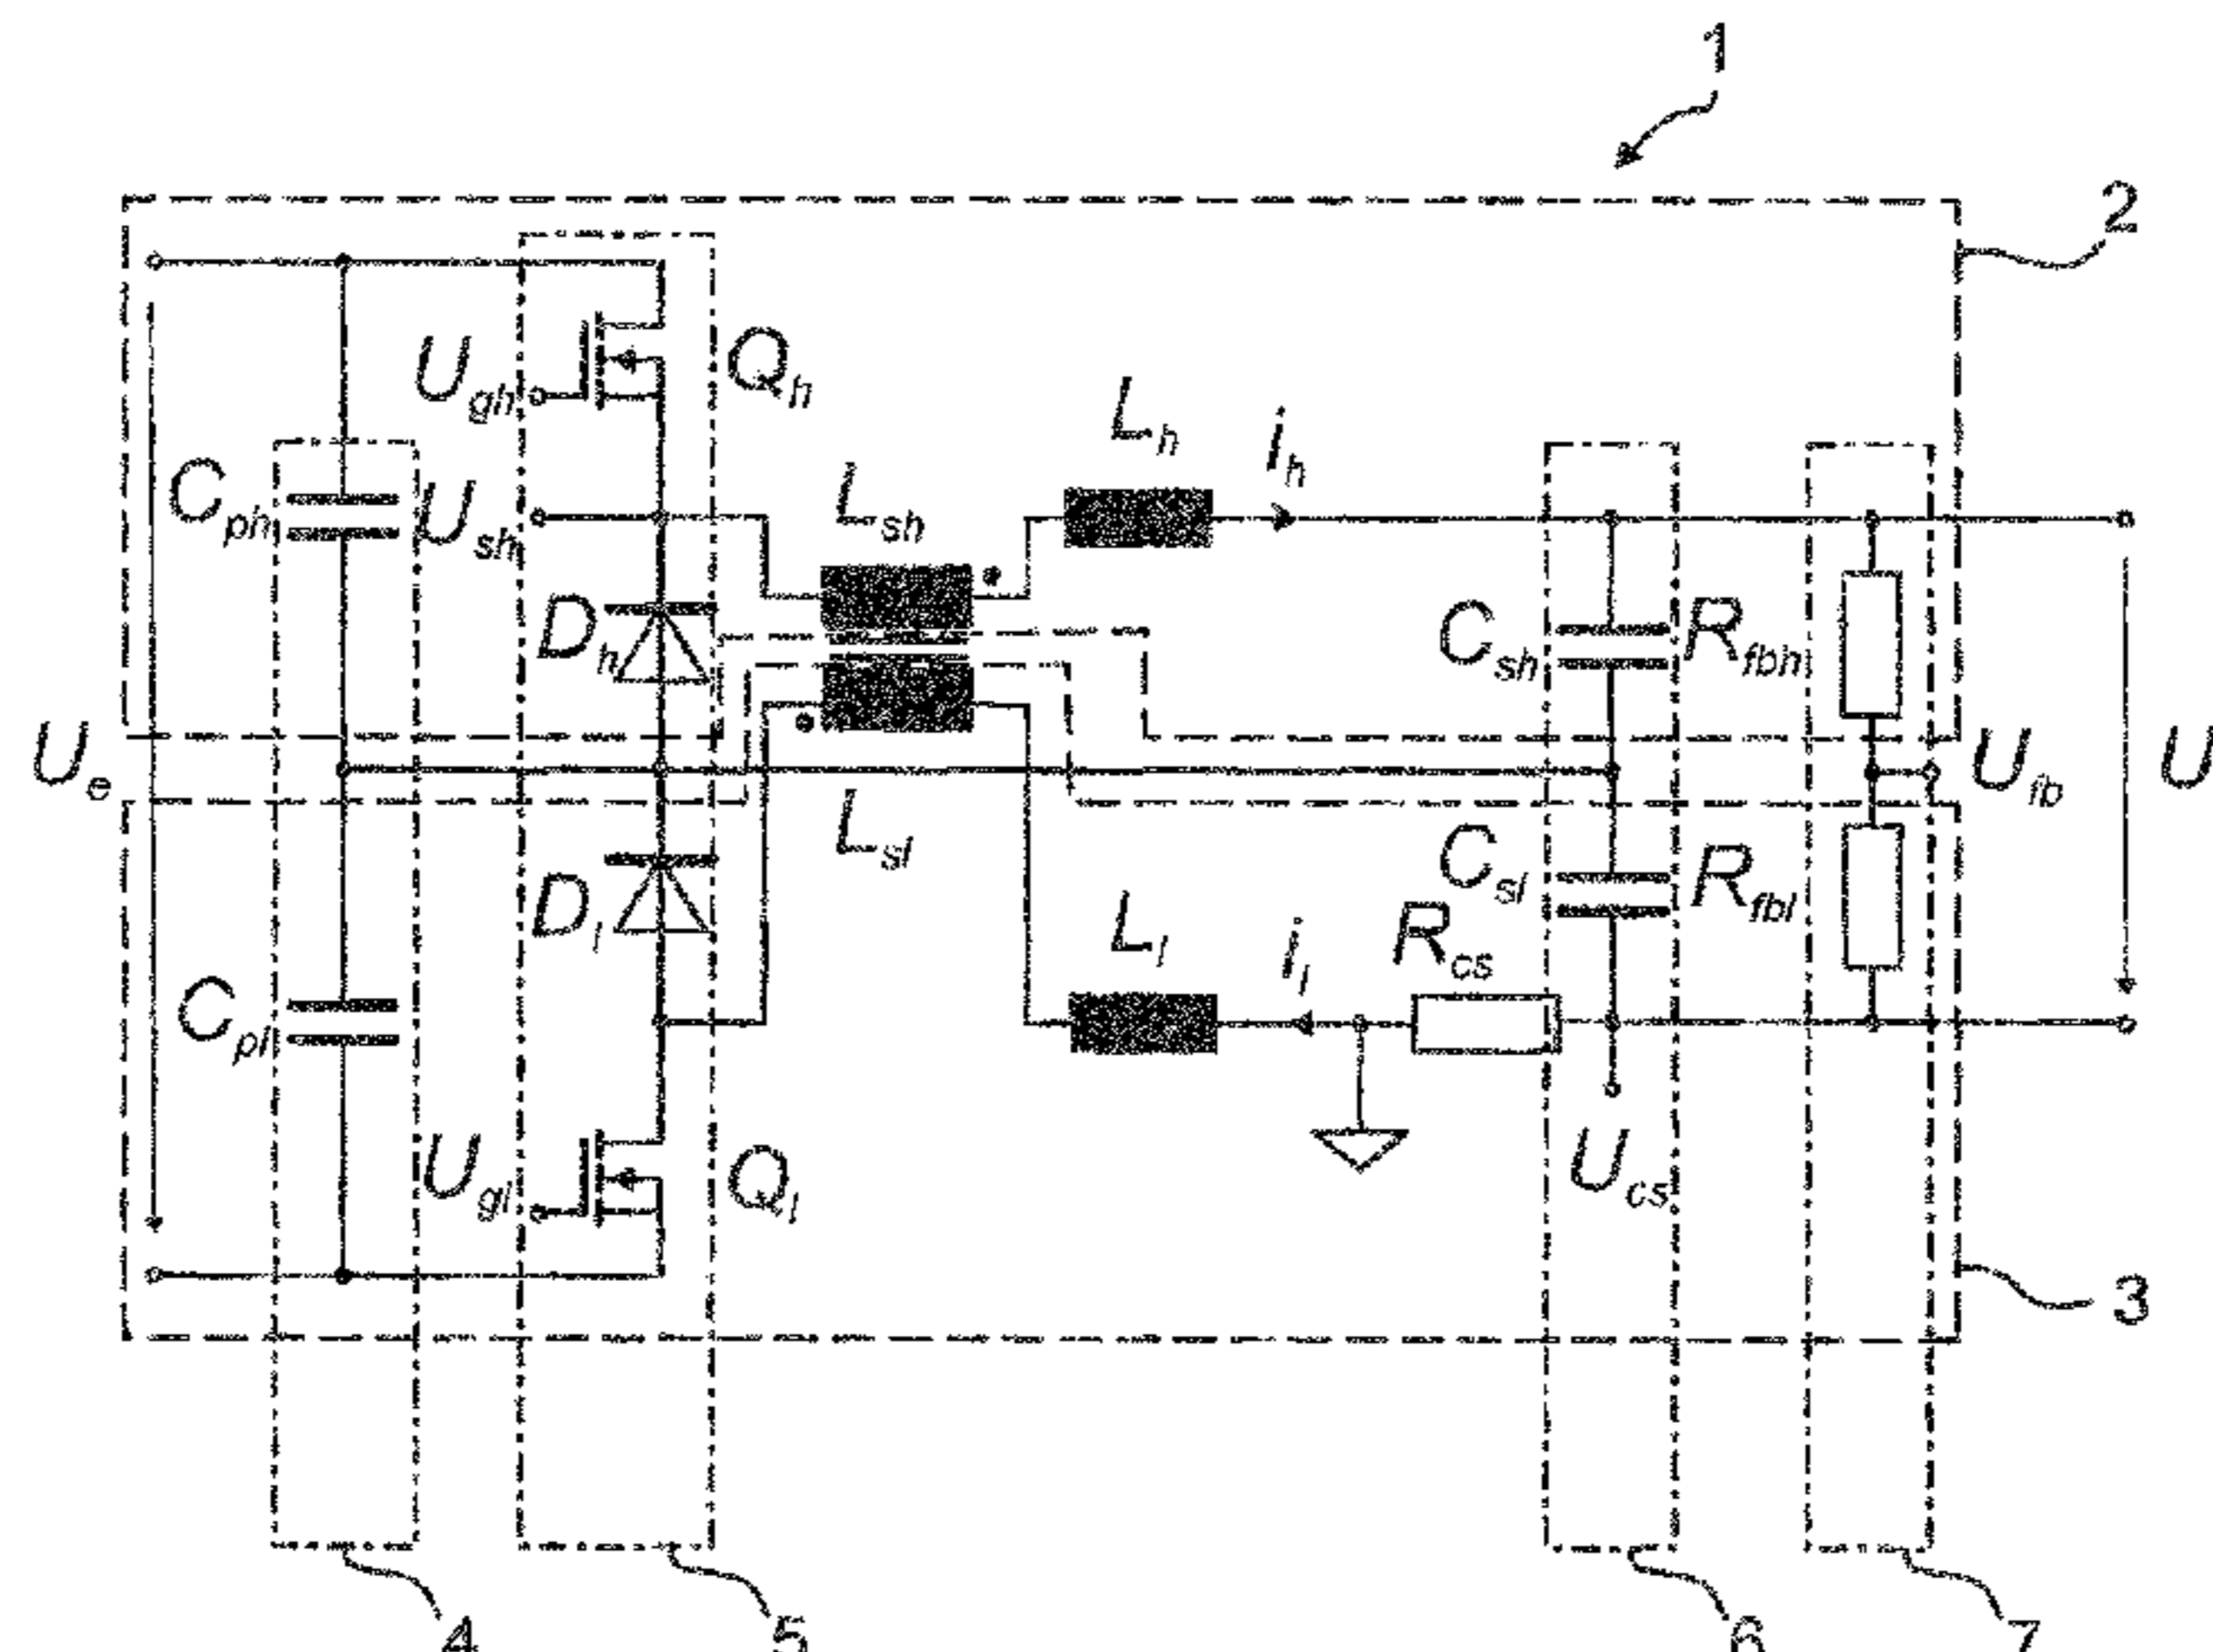 1
2
U_gh
Q_h
L_h
i_h
C_ph
U_sh
L_sh
D_h
C_sh
R_fbh
U_e
U_fb
U
L_sl
D_l
C_sl
R_fbl
L_l
i_l
R_cs
C_pl
U_gl
Q_l
U_cs
3
4
5
6
7